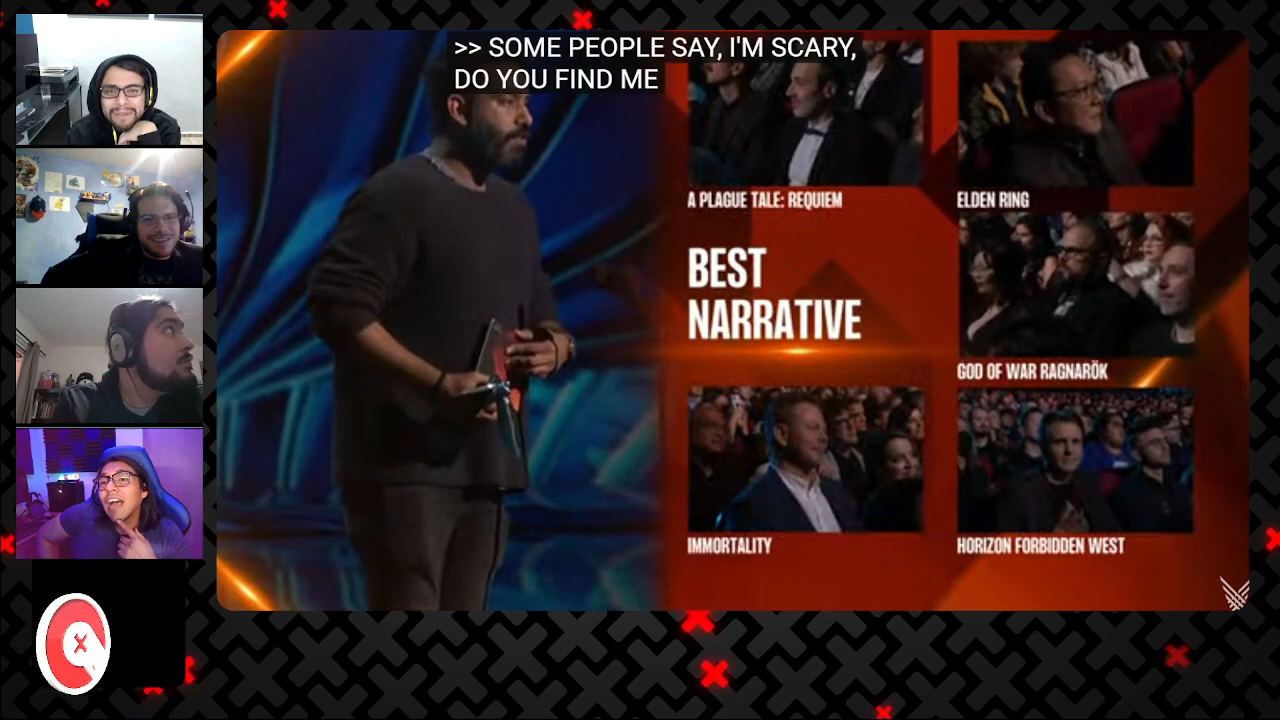 >> SOME PEOPLE SAY, I'M SCARY,
DO YOU FIND ME
A PLAGUE TALE: REQUIEM
ELDEN RING
BEST
NARRATIVE
GOD OF WAR RAGNARÖK
IMMORTALITY
HORIZON FORBIDDEN WEST